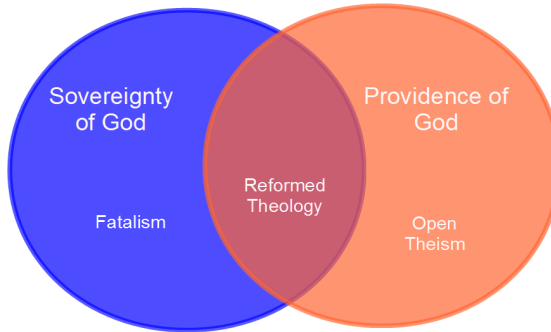 Sovereignty
of God
Providence of
God
Reformed
Theology
Fatalism
Open
Theism